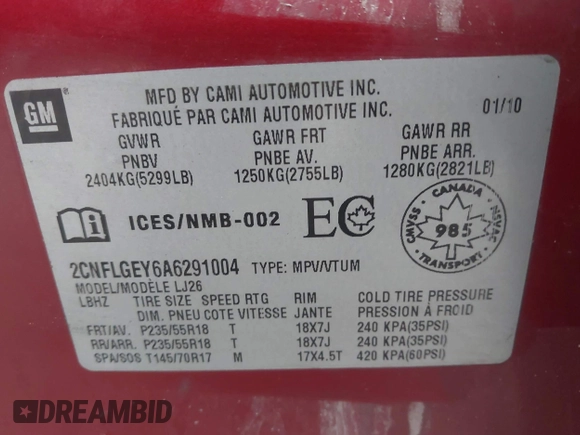 GM
MFD BY CAMI AUTOMOTIVE INC.
FABRIQUÉ PAR CAMI AUTOMOTIVE INC.
01/10
GVWR GAWR FRT GAWR RR
PNBV PNBE AV. PNBE ARR.
2404KG(5299LB) 1250KG(2755LB) 1280KG(2821LB)
i ICES/NMB-002 EC
CANADA CMVSS NSVAC 985 TRANSPORT
2CNFLGEY6A6291004 TYPE: MPV/VTUM
MODEL/MODÈLE LJ26
LBHZ TIRE SIZE SPEED RTG RIM COLD TIRE PRESSURE
DIM. PNEU COTE VITESSE JANTE PRESSION À FROID
FRT/AV. P235/55R18 T 18X7J 240 KPA(35PSI)
RR/ARR. P235/55R18 T 18X7J 240 KPA(35PSI)
SPA/SOS T145/70R17 M 17X4.5T 420 KPA(60PSI)
DREAMBID